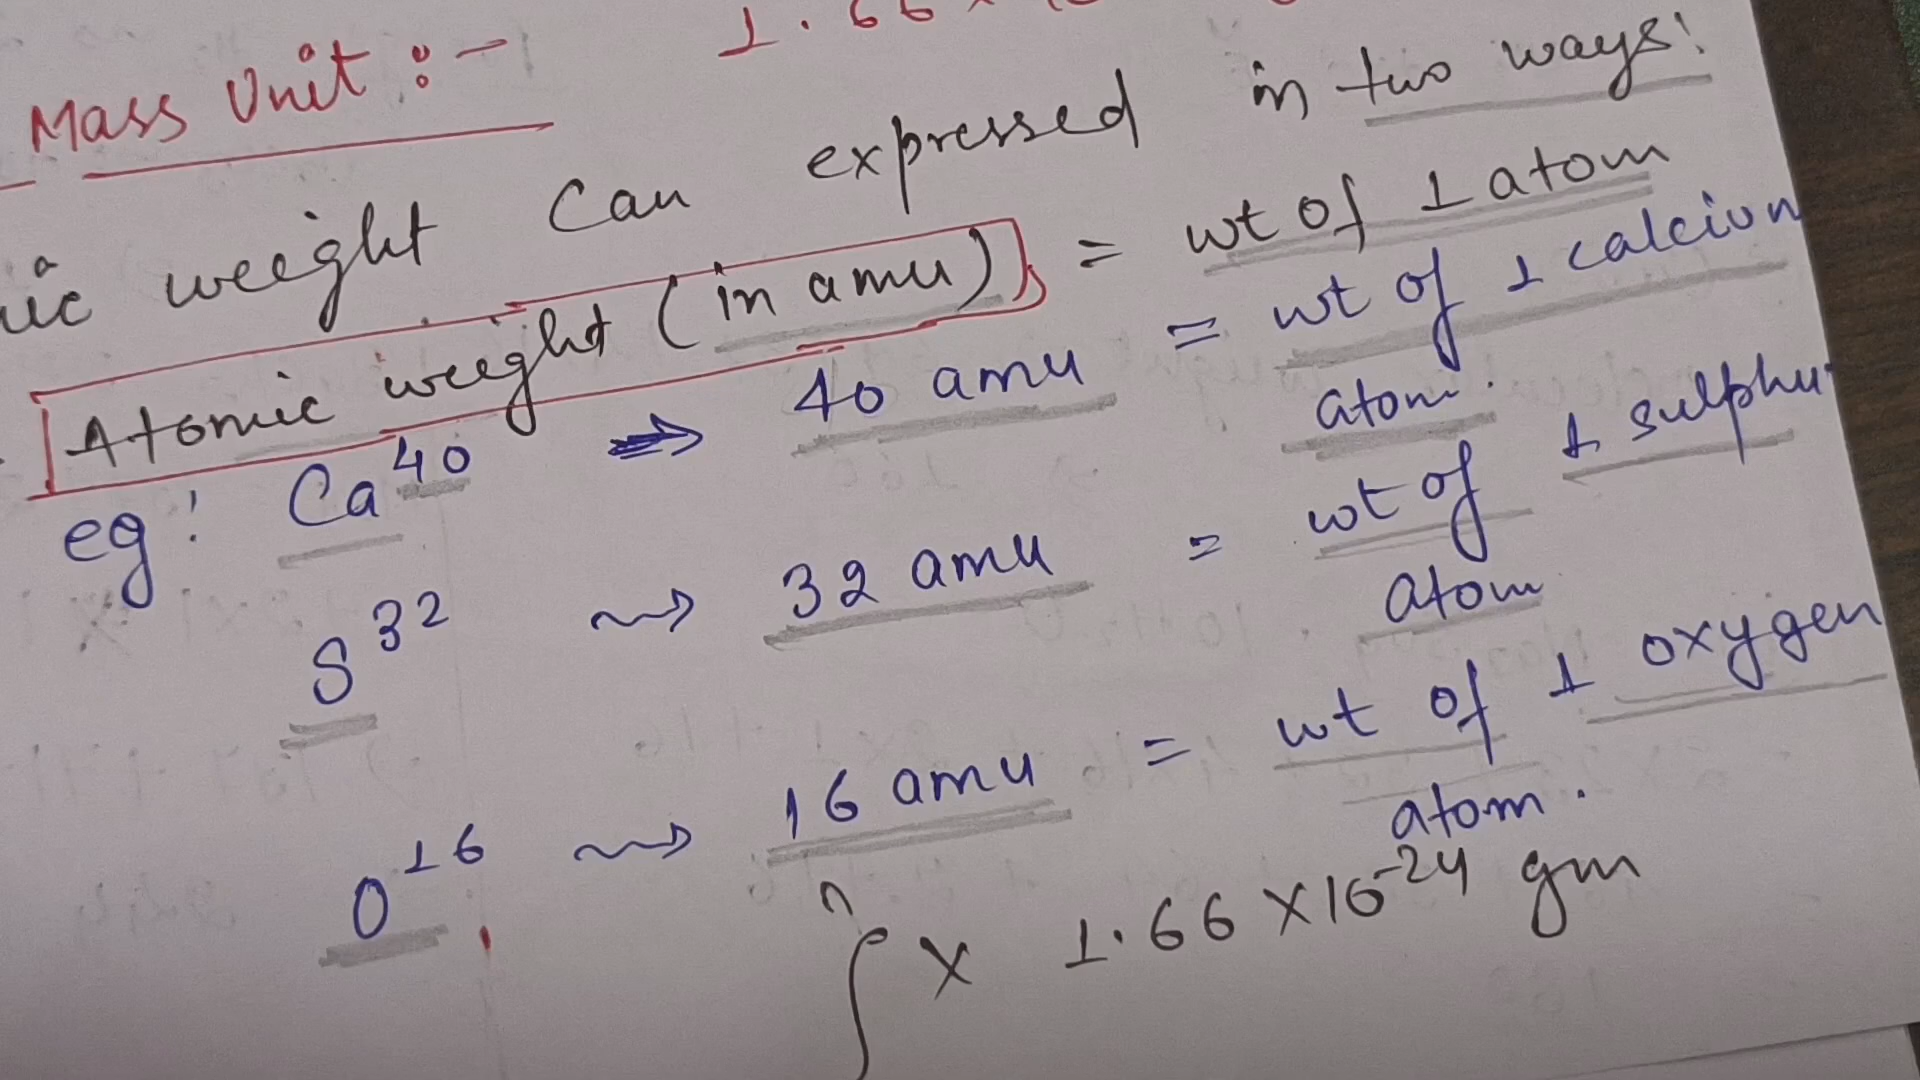 Mass Unit :-
weight can expressed in two ways!
Atomic weight (in amu) = wt of 1 atom
eg! Ca⁴⁰ ⇒ 40 amu = wt of 1 calcium
atom.
S³² ⇝ 32 amu = wt of 1 sulphur
atom
O¹⁶ ⇝ 16 amu = wt of 1 oxygen
atom.
× 1.66 × 10⁻²⁴ gm